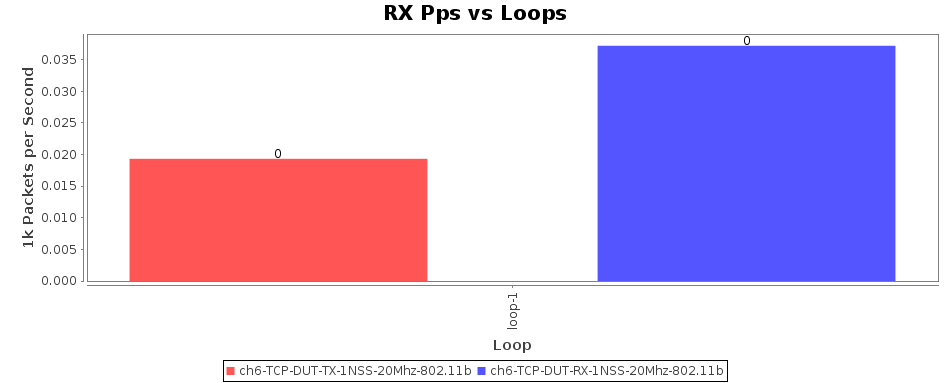 RX Pps vs Loops
1k Packets per Second
0.035
0.030
0.025
0.020
0.015
0.010
0.005
0.000
0
0
loop-1
Loop
ch6-TCP-DUT-TX-1NSS-20Mhz-802.11b ch6-TCP-DUT-RX-1NSS-20Mhz-802.11b